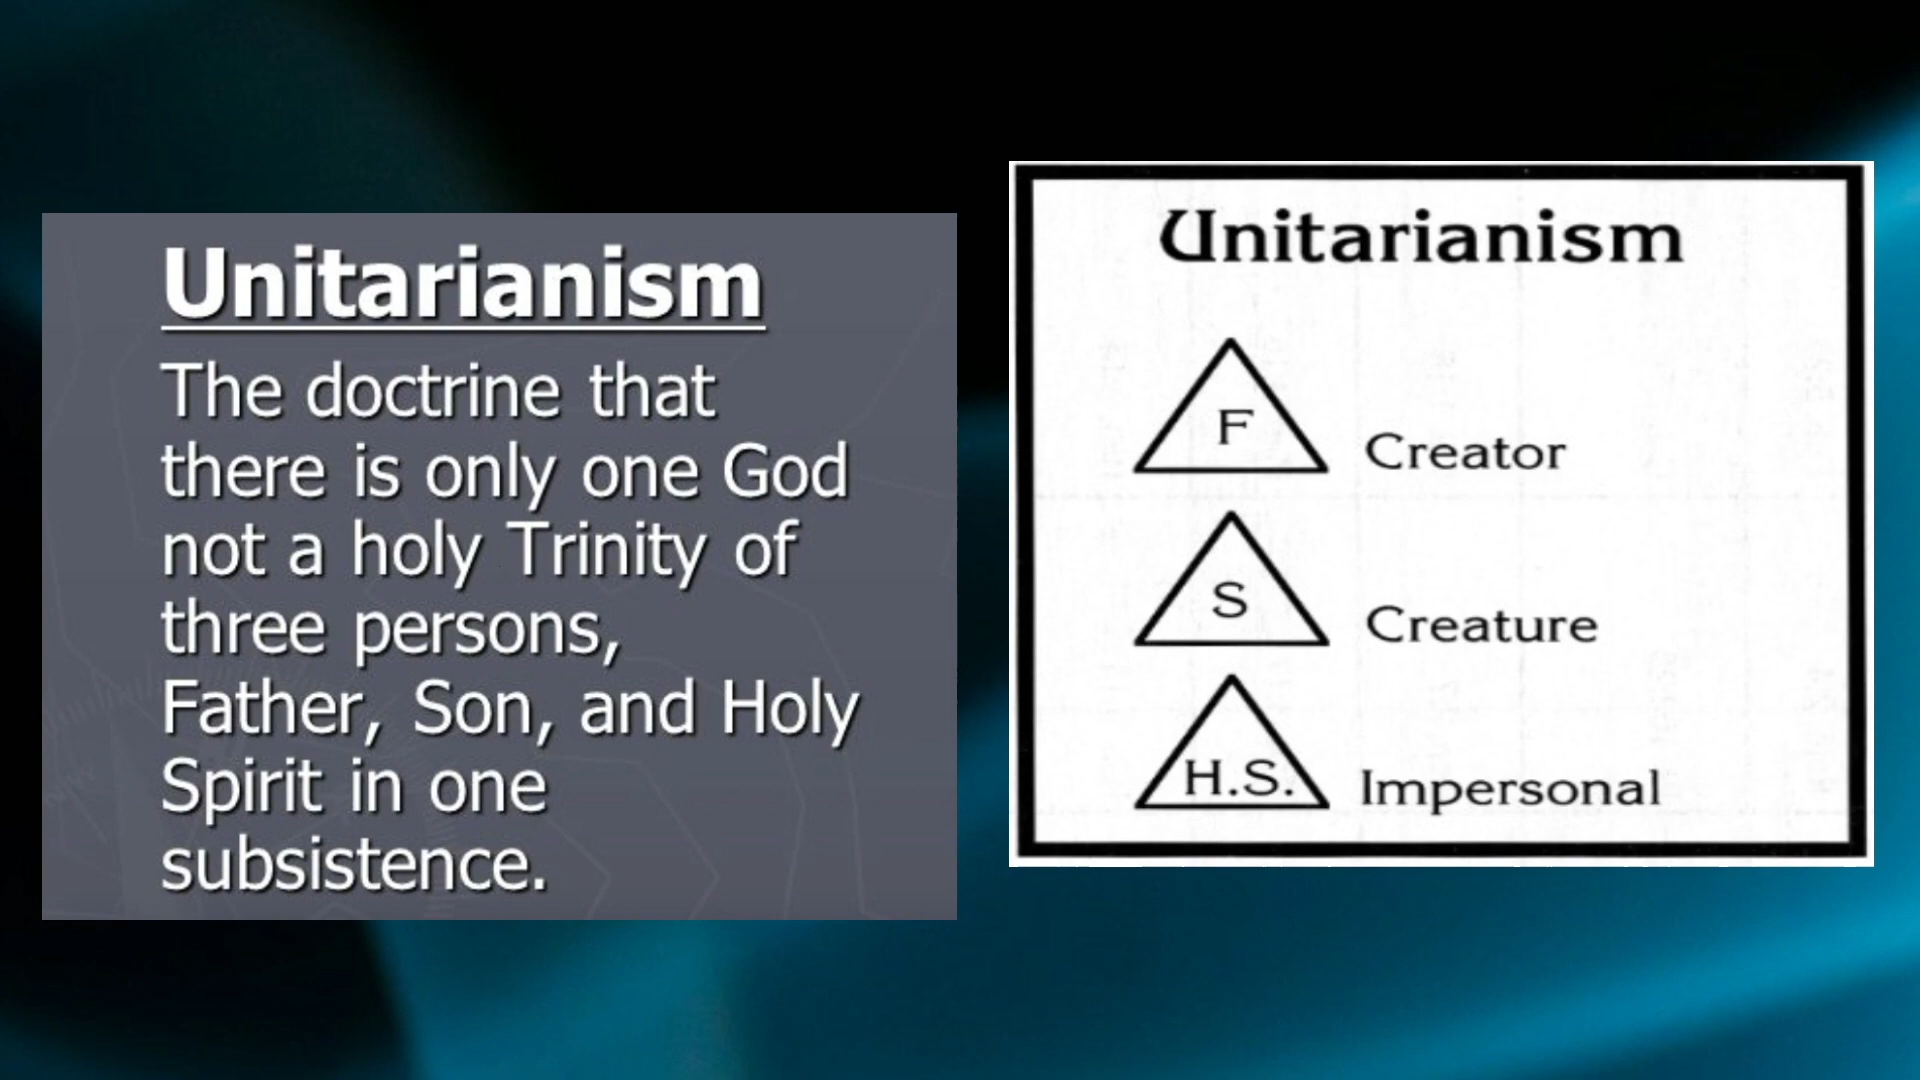 Unitarianism
The doctrine that
there is only one God
not a holy Trinity of
three persons,
Father, Son, and Holy
Spirit in one
subsistence.
Unitarianism
F Creator
S Creature
H.S. Impersonal